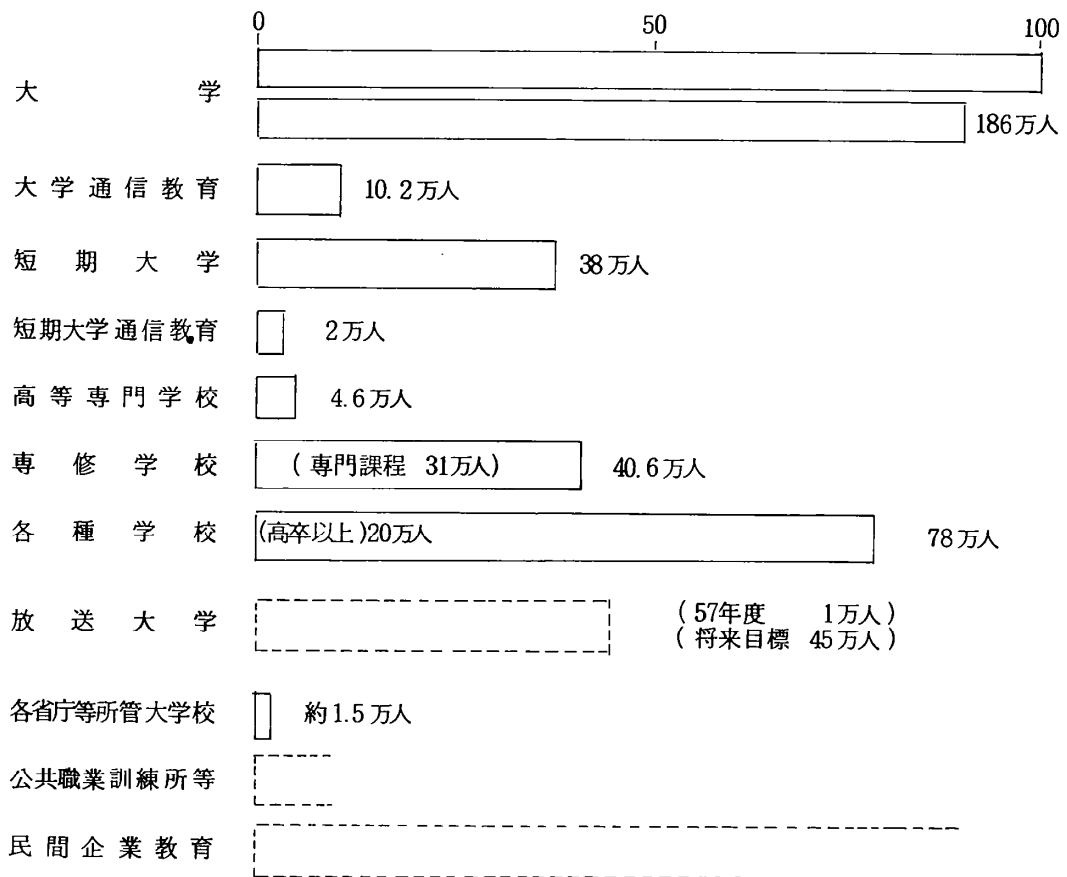 0 50 100
大学
186万人
大学通信教育 10.2万人
短期大学 38万人
短期大学通信教育 2万人
高等専門学校 4.6万人
専修学校 (専門課程 31万人) 40.6万人
各種学校 (高卒以上)20万人 78万人
放送大学 (57年度 1万人)
(将来目標 45万人)
各省庁等所管大学校 約1.5万人
公共職業訓練所等
民間企業教育